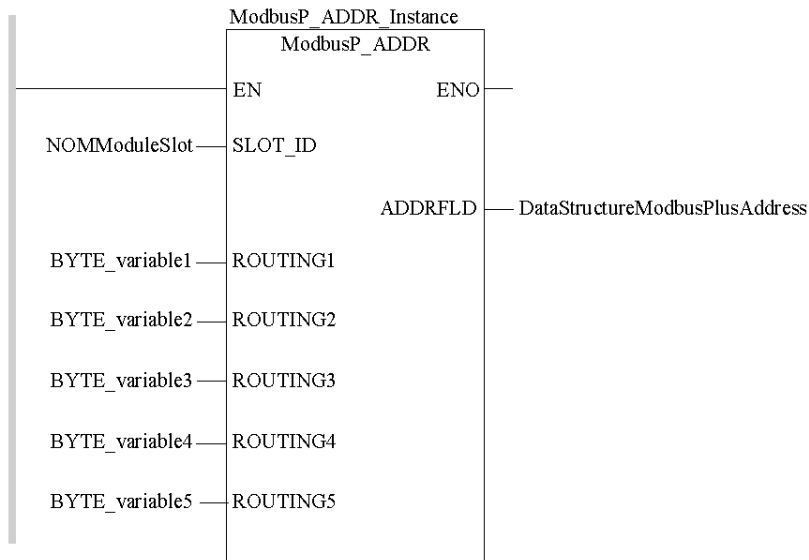 ModbusP_ADDR_Instance
ModbusP_ADDR
EN ENO
NOMModuleSlot SLOT_ID
ADDRFLD DataStructureModbusPlusAddress
BYTE_variable1 ROUTING1
BYTE_variable2 ROUTING2
BYTE_variable3 ROUTING3
BYTE_variable4 ROUTING4
BYTE_variable5 ROUTING5